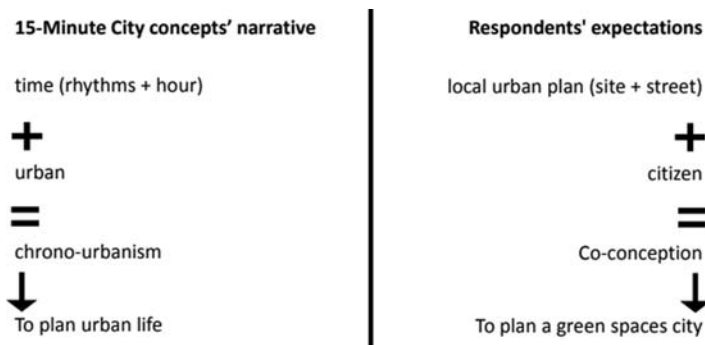 15-Minute City concepts' narrative
time (rhythms + hour)
+
urban
=
chrono-urbanism
To plan urban life
Respondents' expectations
local urban plan (site + street)
+
citizen
=
Co-conception
To plan a green spaces city